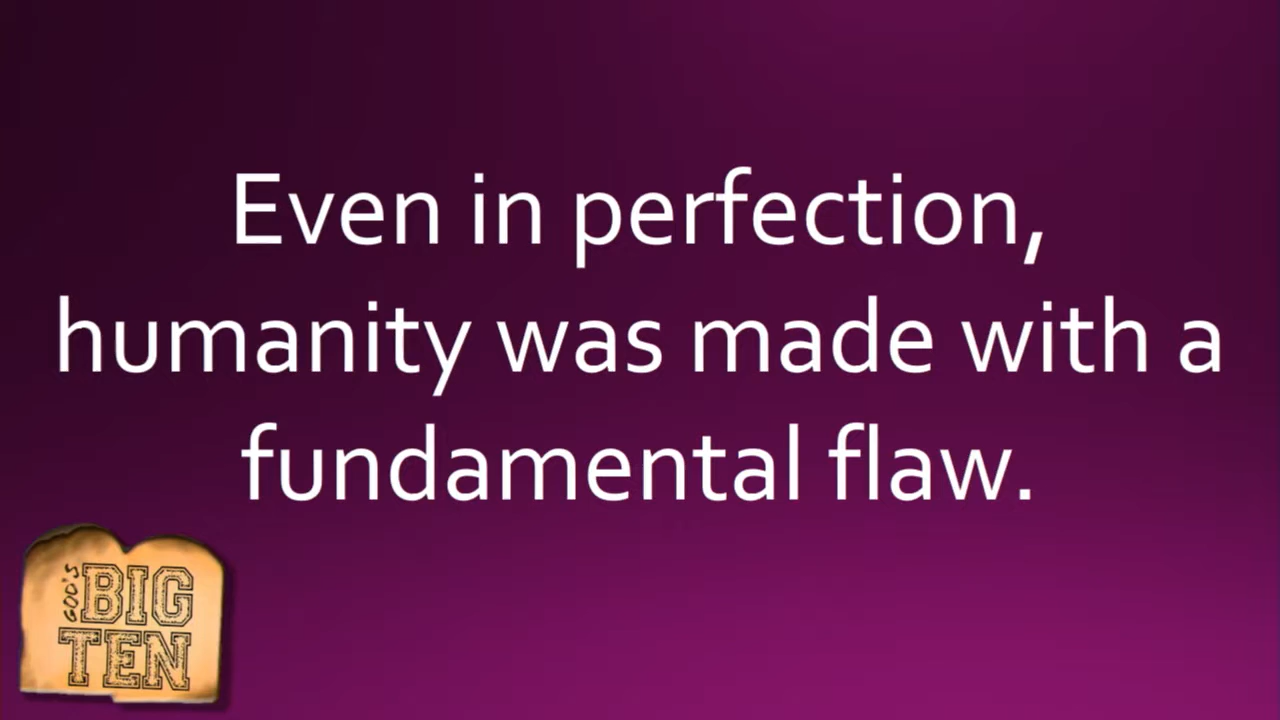 Even in perfection,
humanity was made with a
fundamental flaw.
GOD'S
BIG
TEN